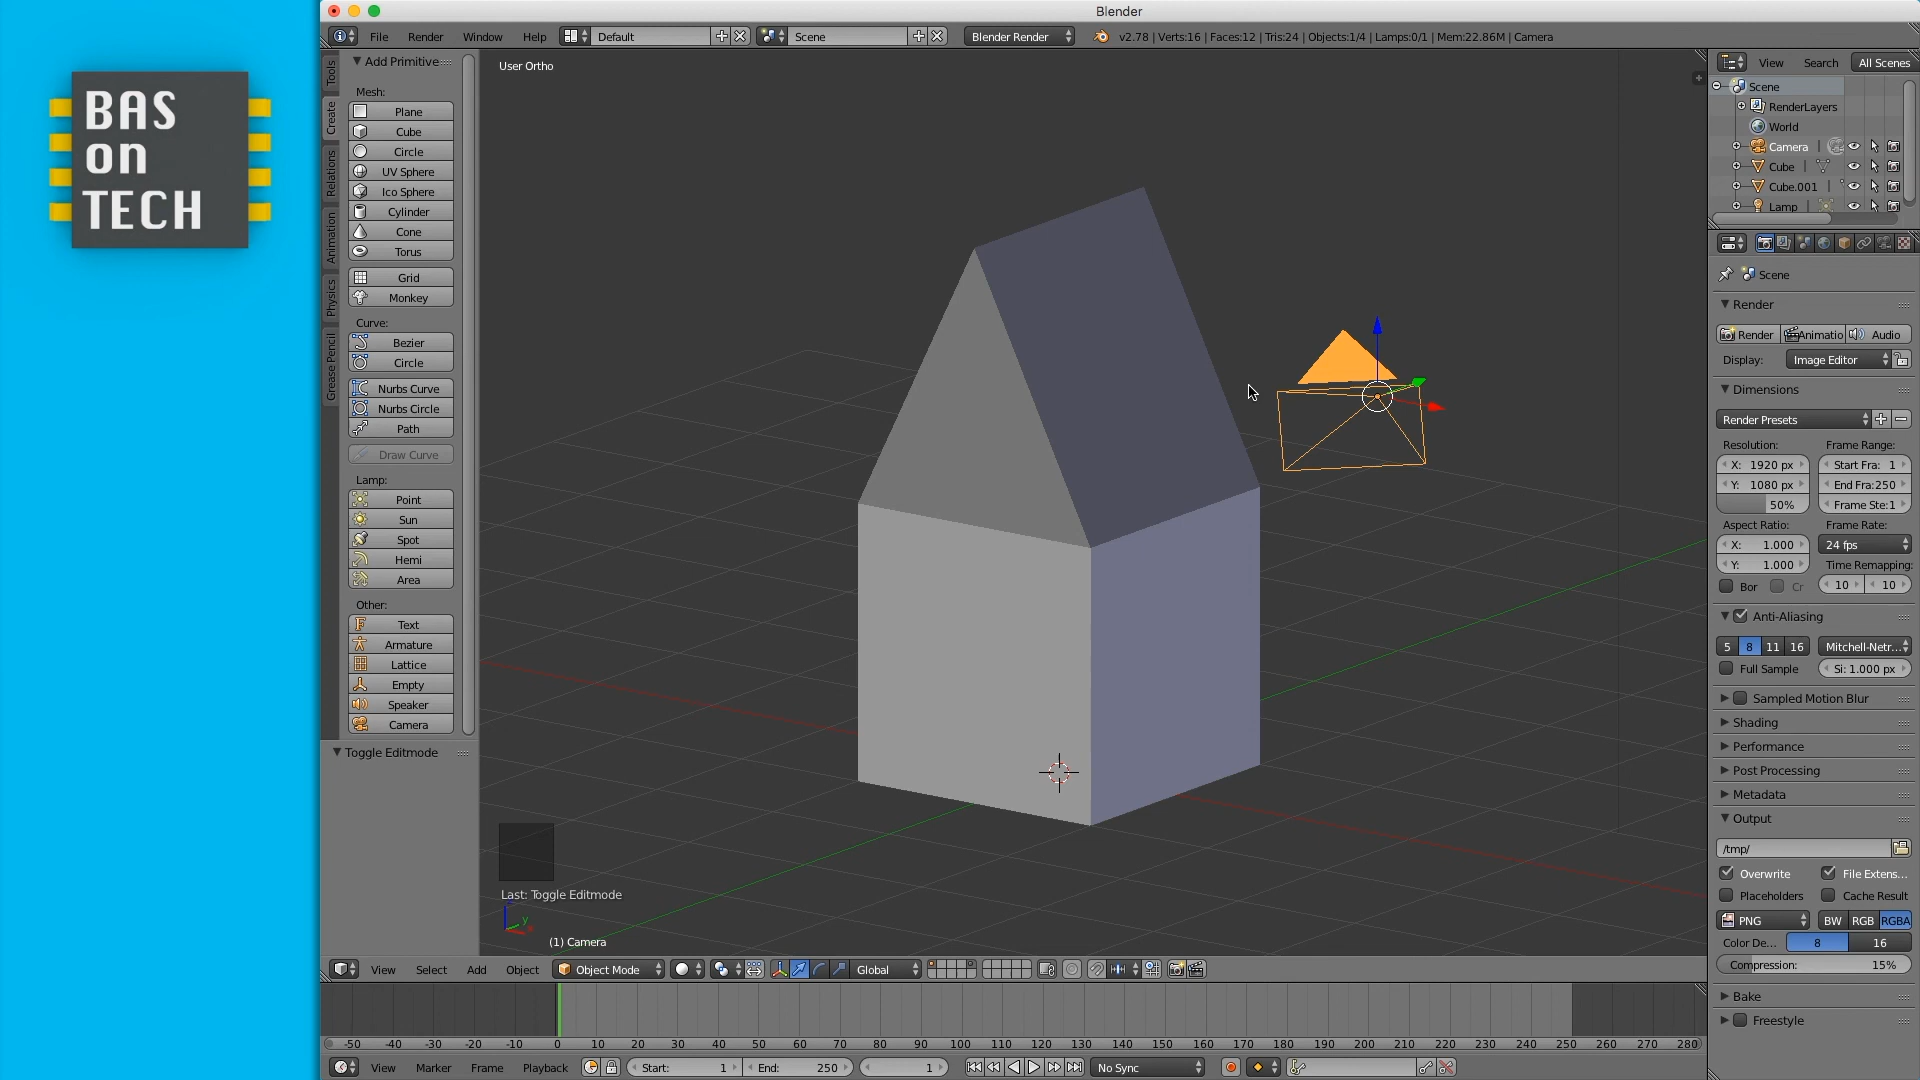 BAS
on
TECH
Blender
File Render Window Help Default Scene Blender Render v2.78 | Verts:16 | Faces:12 | Tris:24 | Objects:1/4 | Lamps:0/1 | Mem:22.86M | Camera
Tools
Create
Relations
Animation
Physics
Grease Pencil
Add Primitive
Mesh:
Plane
Cube
Circle
UV Sphere
Ico Sphere
Cylinder
Cone
Torus
Grid
Monkey
Curve:
Bezier
Circle
Nurbs Curve
Nurbs Circle
Path
Draw Curve
Lamp:
Point
Sun
Spot
Hemi
Area
Other:
Text
Armature
Lattice
Empty
Speaker
Camera
Toggle Editmode
User Ortho
Last: Toggle Editmode
y
(1) Camera
View Select Add Object Object Mode Global
-50 -40 -30 -20 -10 0 10 20 30 40 50 60 70 80 90 100 110 120 130 140 150 160 170 180 190 200 210 220 230 240 250 260 270 280
View Marker Frame Playback Start: 1 End: 250 1 No Sync
View Search All Scenes
Scene
RenderLayers
World
Camera
Cube
Cube.001
Lamp
Scene
Render
Render Animatio Audio
Display: Image Editor
Dimensions
Render Presets
Resolution: Frame Range:
X: 1920 px Start Fra: 1
Y: 1080 px End Fra:250
50% Frame Ste:1
Aspect Ratio: Frame Rate:
X: 1.000 24 fps
Y: 1.000 Time Remapping:
Bor Cr 10 10
Anti-Aliasing
5 8 11 16 Mitchell-Netr...
Full Sample Si: 1.000 px
Sampled Motion Blur
Shading
Performance
Post Processing
Metadata
Output
/tmp/
Overwrite File Extens...
Placeholders Cache Result
PNG BW RGB RGBA
Color De... 8 16
Compression: 15%
Bake
Freestyle